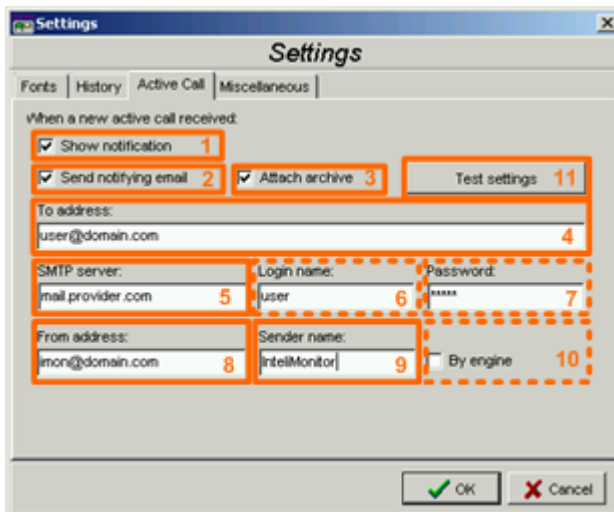 Settings
Settings
Fonts History Active Call Miscellaneous
When a new active call received:
Show notification 1
Send notifying email 2 Attach archive 3 Test settings 11
To address:
user@domain.com 4
SMTP server: Login name: Password:
mail.provider.com 5 user 6 ***** 7
From address: Sender name:
imon@domain.com 8 InteliMonitor 9 By engine 10
OK Cancel